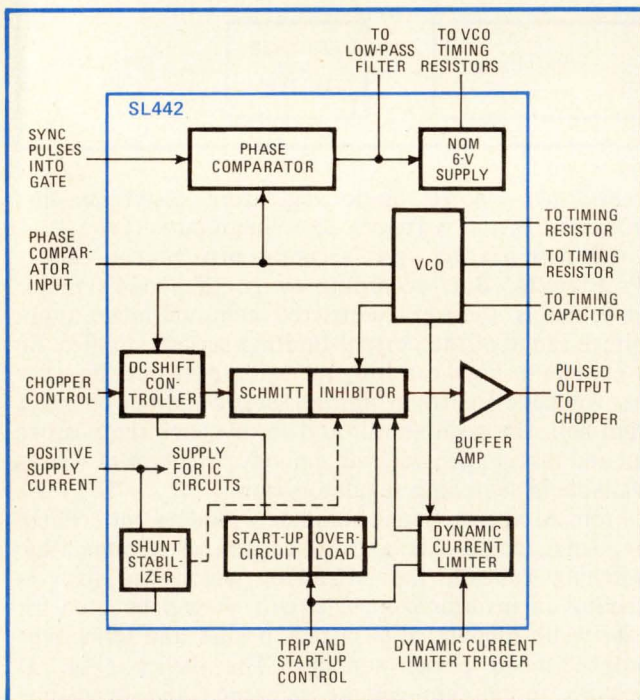 TO
LOW-PASS
FILTER
TO VCO
TIMING
RESISTORS
SL442
SYNC
PULSES
INTO
GATE
PHASE
COMPARATOR
NOM
6-V
SUPPLY
PHASE
COMPAR-
ATOR
INPUT
VCO
TO TIMING
RESISTOR
TO TIMING
RESISTOR
TO TIMING
CAPACITOR
CHOPPER
CONTROL
DC SHIFT
CON-
TROLLER
SCHMITT
INHIBITOR
BUFFER
AMP
PULSED
OUTPUT
TO
CHOPPER
POSITIVE
SUPPLY
CURRENT
SUPPLY
FOR IC
CIRCUITS
SHUNT
STABIL-
IZER
START-UP
CIRCUIT
OVER-
LOAD
DYNAMIC
CURRENT
LIMITER
TRIP AND
START-UP
CONTROL
DYNAMIC CURRENT
LIMITER TRIGGER